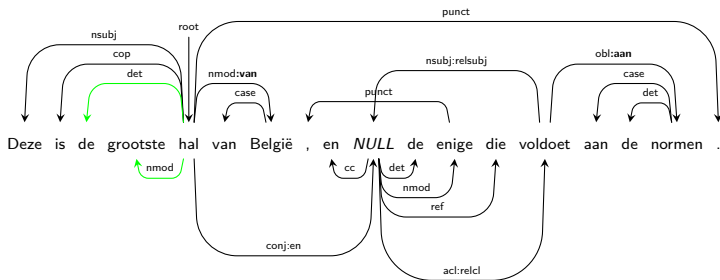 punct
root
nsubj
cop
nsubj:relsubj
obl:aan
det
nmod:van
case
case
punct
det
Deze is de grootste hal van België , en NULL de enige die voldoet aan de normen .
nmod
cc
det
nmod
ref
conj:en
acl:relcl